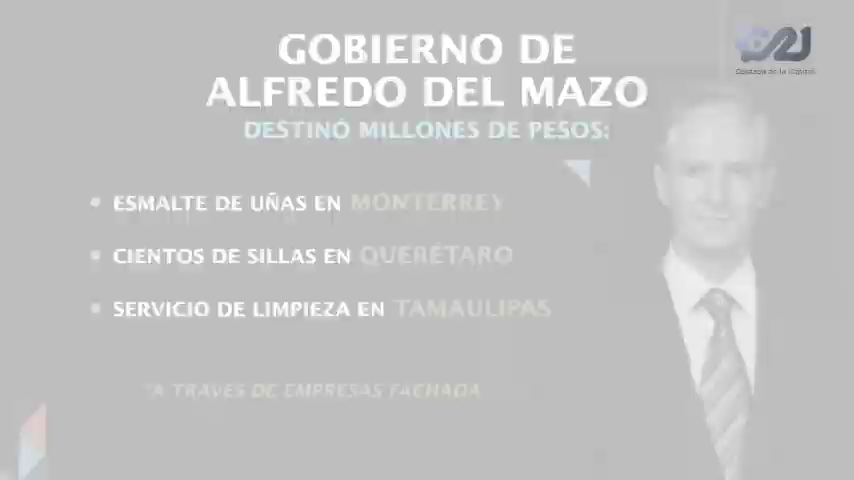 GOBIERNO DE
ALFREDO DEL MAZO
DESTINÓ MILLONES DE PESOS:
• ESMALTE DE UÑAS EN MONTERREY
• CIENTOS DE SILLAS EN QUERÉTARO
• SERVICIO DE LIMPIEZA EN TAMAULIPAS
*A TRAVÉS DE EMPRESAS FACHADA